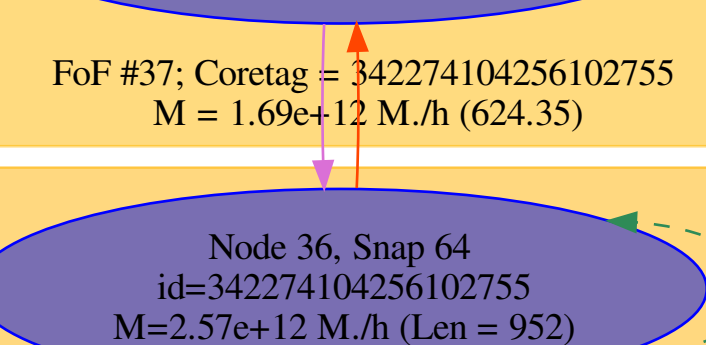 FoF #37; Coretag = 342274104256102755
M = 1.69e+12 M./h (624.35)
Node 36, Snap 64
id=342274104256102755
M=2.57e+12 M./h (Len = 952)